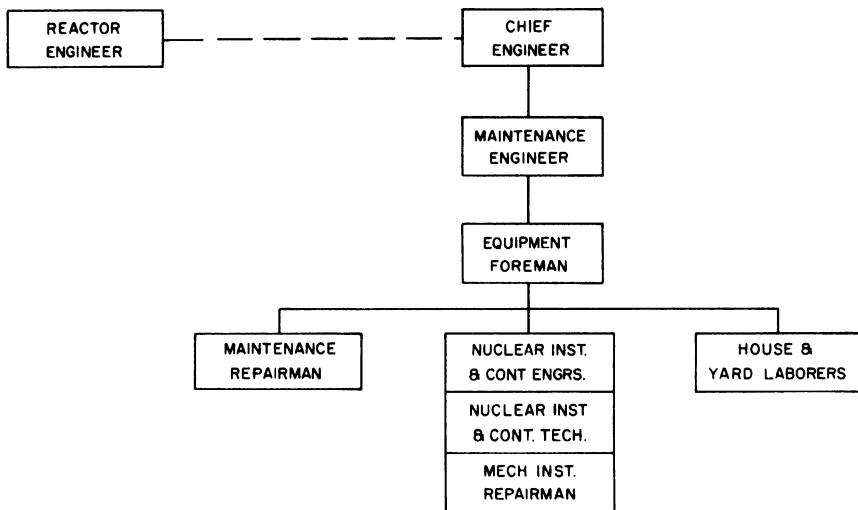 REACTOR
ENGINEER
CHIEF
ENGINEER
MAINTENANCE
ENGINEER
EQUIPMENT
FOREMAN
MAINTENANCE
REPAIRMAN
NUCLEAR INST.
& CONT ENGRS.
NUCLEAR INST
& CONT. TECH.
MECH INST.
REPAIRMAN
HOUSE &
YARD LABORERS